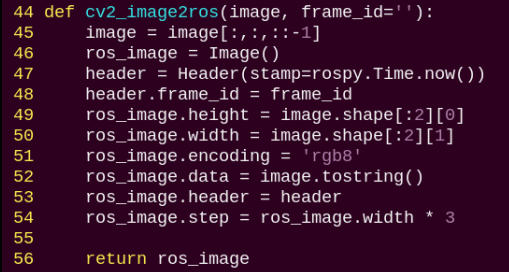 44 def cv2_image2ros(image, frame_id=''):
45     image = image[:,:,::-1]
46     ros_image = Image()
47     header = Header(stamp=rospy.Time.now())
48     header.frame_id = frame_id
49     ros_image.height = image.shape[:2][0]
50     ros_image.width = image.shape[:2][1]
51     ros_image.encoding = 'rgb8'
52     ros_image.data = image.tostring()
53     ros_image.header = header
54     ros_image.step = ros_image.width * 3
55
56     return ros_image